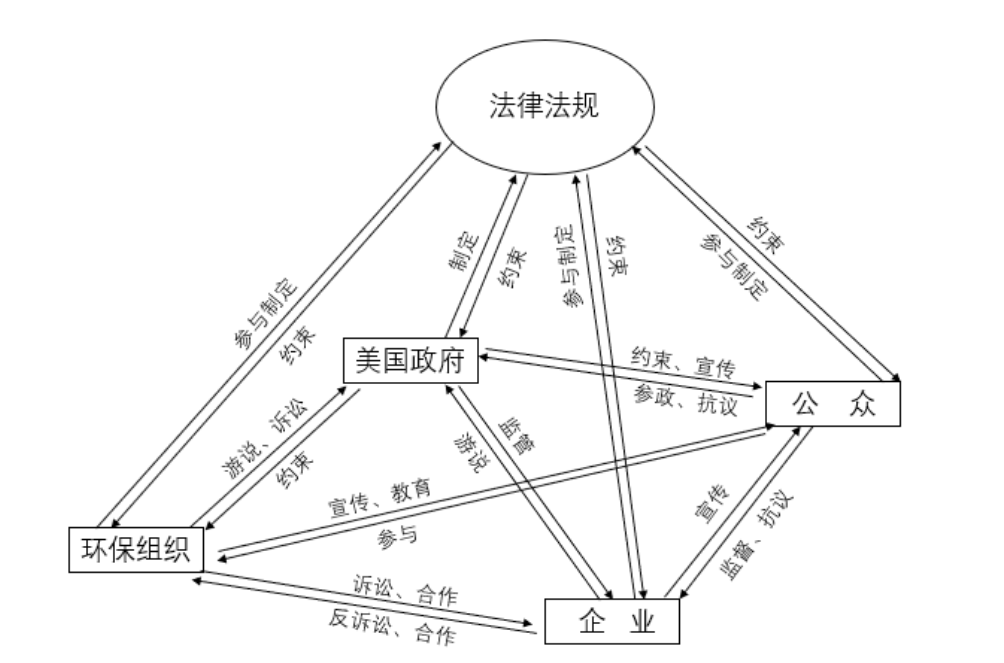 法律法规
制定
约束
参与制定
约束
约束
参与制定
参与制定
约束
美国政府
约束、宣传
参政、抗议
公 众
游说、诉讼
约束
监管
游说
宣传、教育
参与
宣传
监督、抗议
环保组织
诉讼、合作
反诉讼、合作
企 业